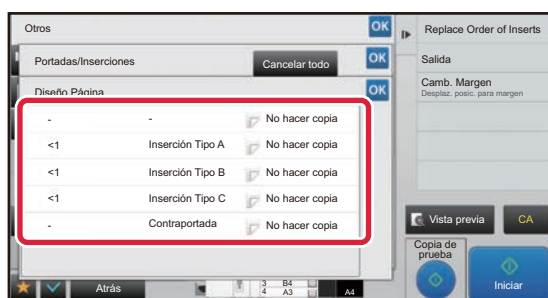 Otros
OK
Portadas/Inserciones
Cancelar todo
OK
Diseño Página
OK
- - No hacer copia
<1 Inserción Tipo A No hacer copia
<1 Inserción Tipo B No hacer copia
<1 Inserción Tipo C No hacer copia
- Contraportada No hacer copia
Atrás
3 B4
4 A3
A4
Replace Order of Inserts
Salida
Camb. Margen
Desplaz. posic. para margen
Vista previa
CA
Copia de
prueba
Iniciar